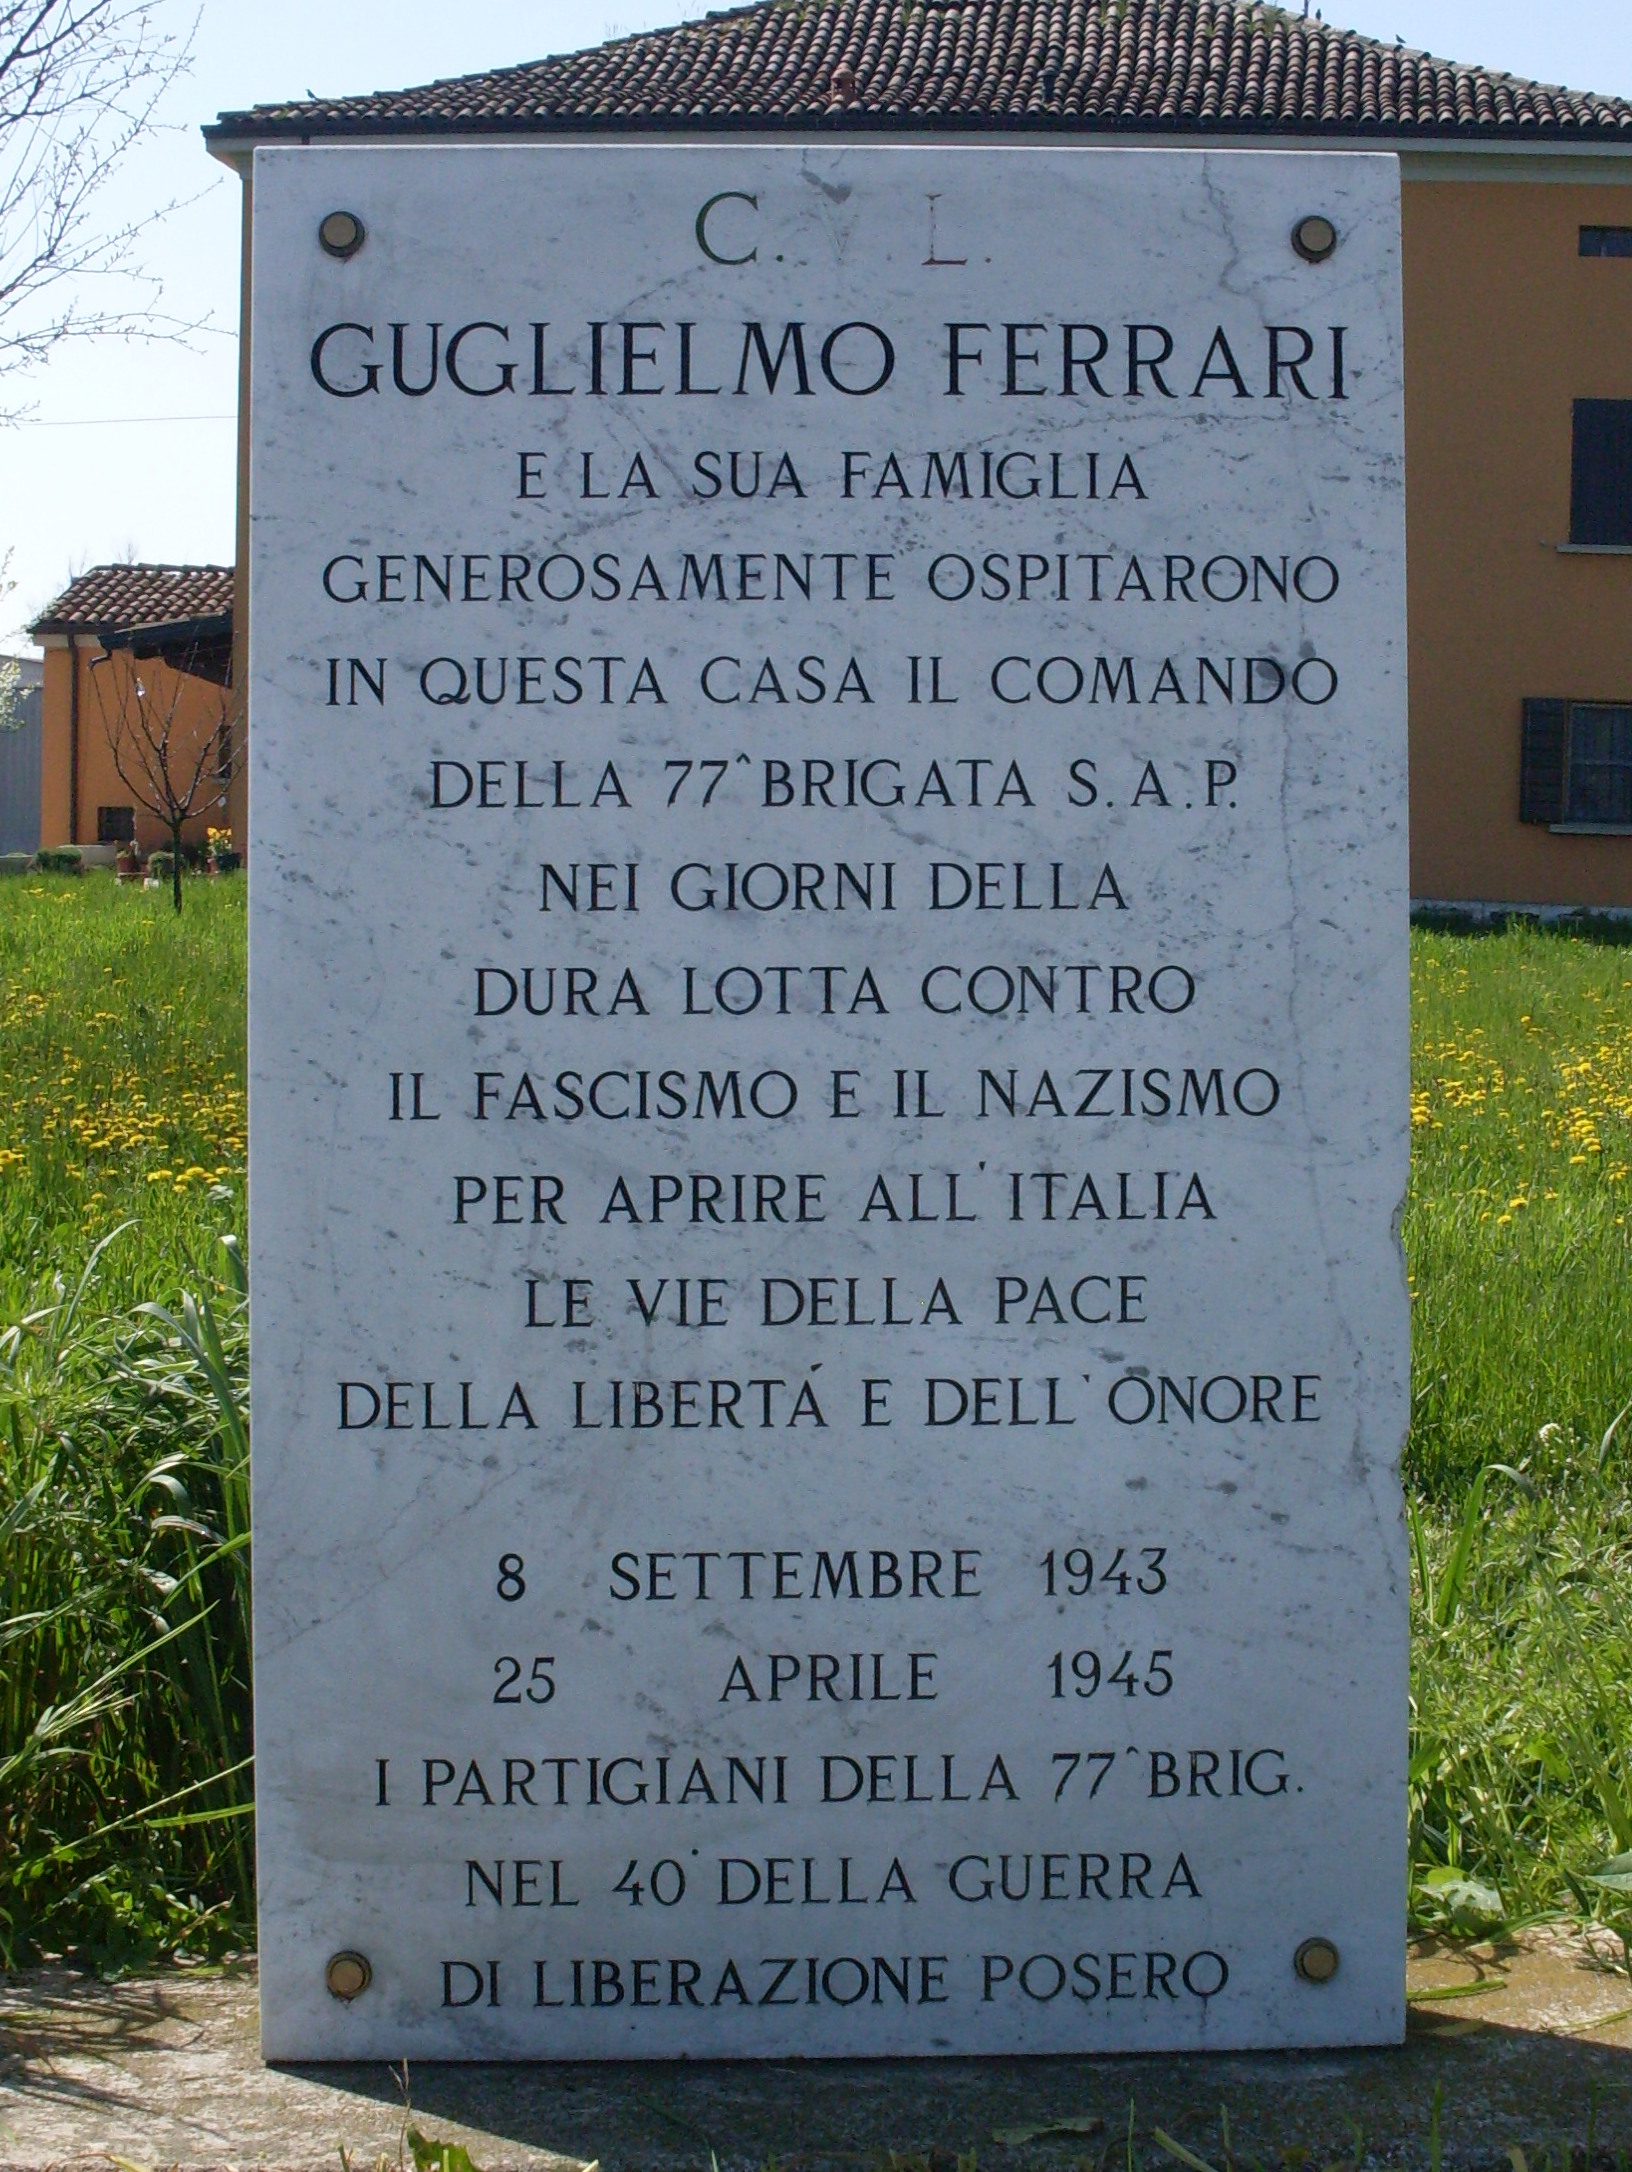 C. V. L.
GUGLIELMO FERRARI
E LA SUA FAMIGLIA
GENEROSAMENTE OSPITARONO
IN QUESTA CASA IL COMANDO
DELLA 77^ BRIGATA S.A.P.
NEI GIORNI DELLA
DURA LOTTA CONTRO
IL FASCISMO E IL NAZISMO
PER APRIRE ALL'ITALIA
LE VIE DELLA PACE
DELLA LIBERTÁ E DELL'ONORE
8 SETTEMBRE 1943
25 APRILE 1945
I PARTIGIANI DELLA 77^ BRIG.
NEL 40° DELLA GUERRA
DI LIBERAZIONE POSERO